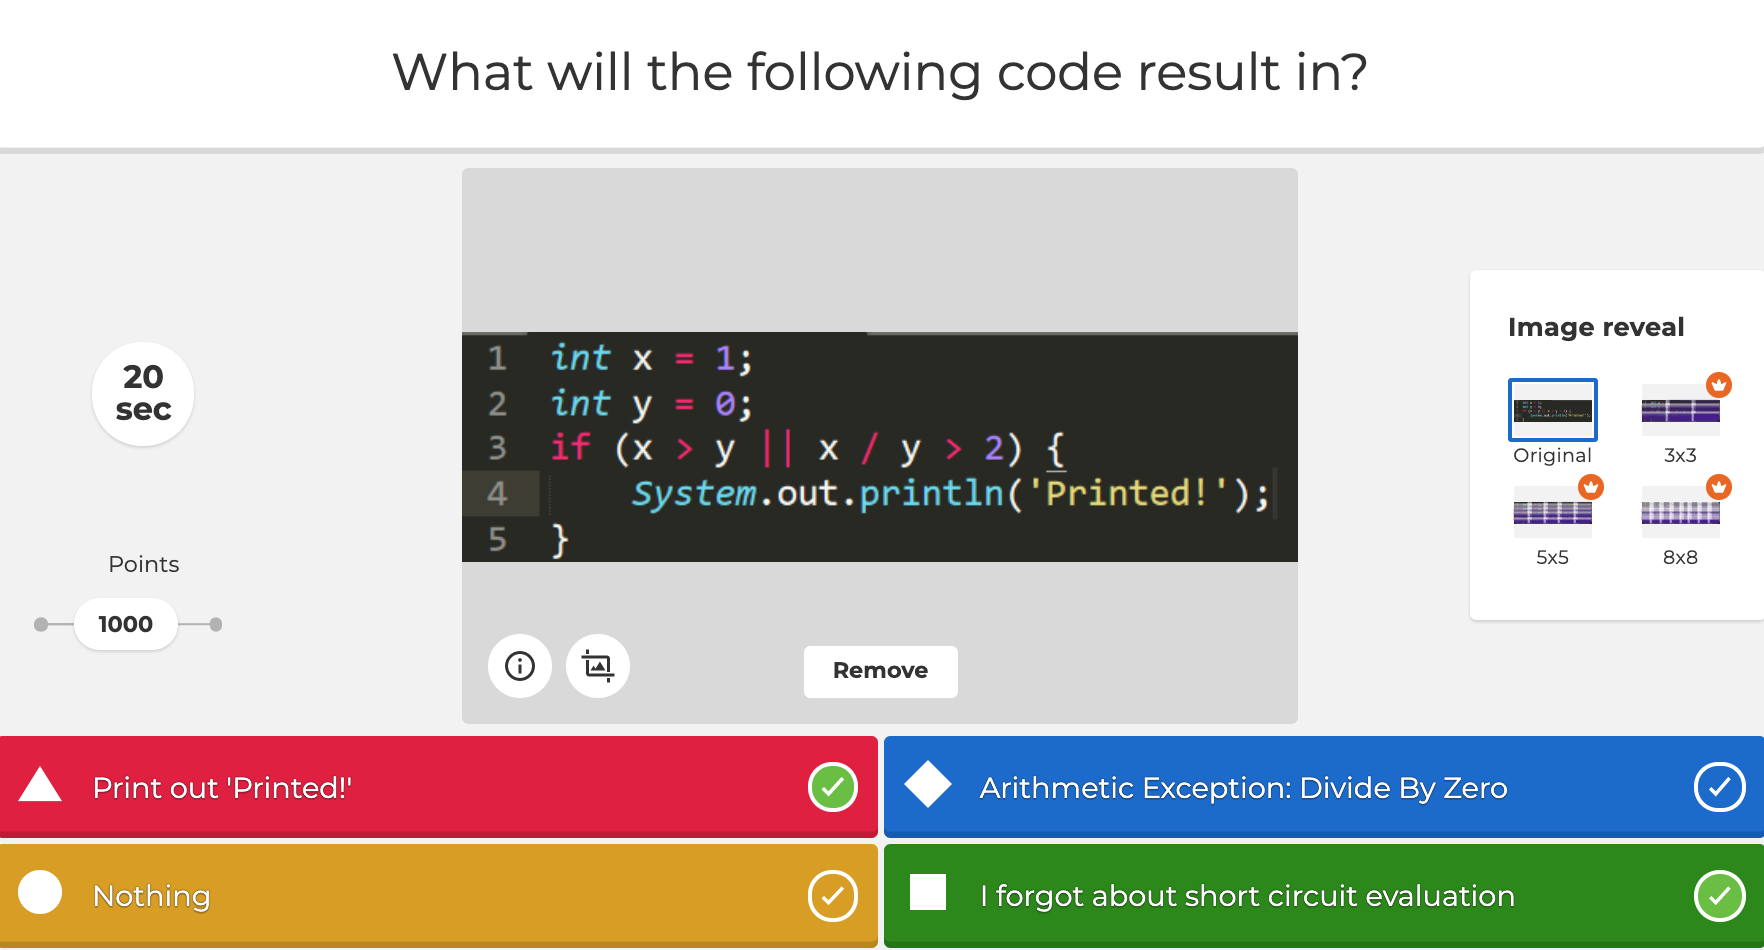 What will the following code result in?
20
sec
Points
1000
1 int x = 1;
2 int y = 0;
3 if (x > y || x / y > 2) {
4 System.out.println('Printed!');
5 }
Remove
Image reveal
Original
3x3
5x5
8x8
Print out 'Printed!'
Arithmetic Exception: Divide By Zero
Nothing
I forgot about short circuit evaluation